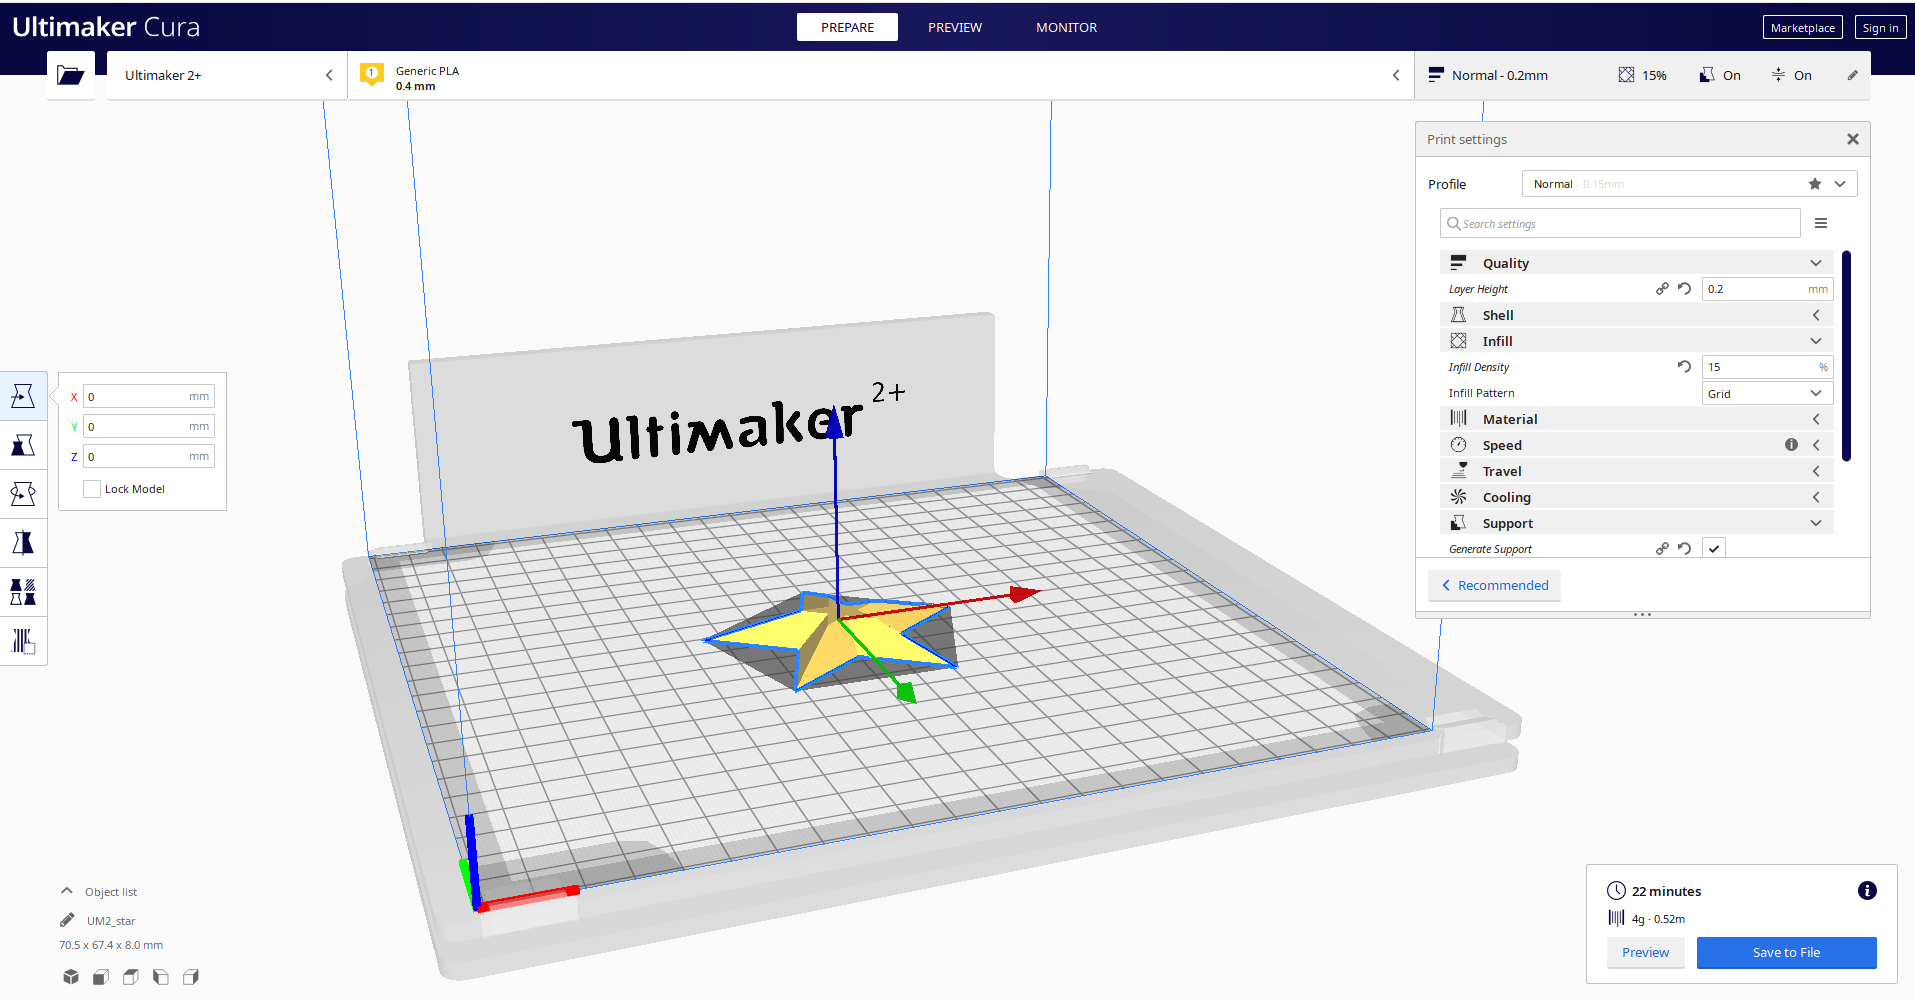 Ultimaker Cura
PREPARE
PREVIEW
MONITOR
Marketplace
Sign in
Ultimaker 2+
1
Generic PLA
0.4 mm
Normal - 0.2mm
15%
On
On
Print settings
Profile
Normal - 0.15mm
Search settings
Quality
Layer Height
0.2 mm
Shell
Infill
Infill Density
15 %
Infill Pattern
Grid
Material
Speed
Travel
Cooling
Support
Generate Support
Recommended
X 0 mm
Y 0 mm
Z 0 mm
Lock Model
Ultimaker 2+
Object list
UM2_star
70.5 x 67.4 x 8.0 mm
22 minutes
4g · 0.52m
Preview
Save to File